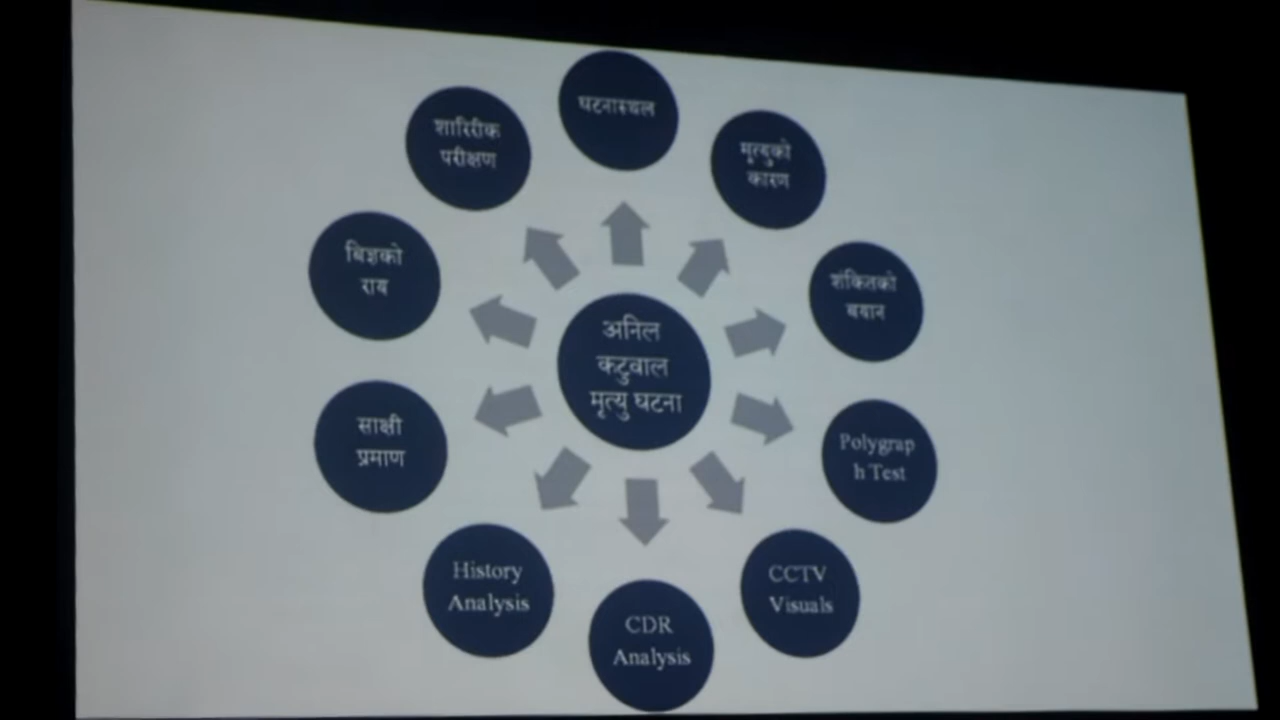 घटनास्थल
मृत्युको
कारण
शंकितको
बयान
Polygrap
h Test
CCTV
Visuals
CDR
Analysis
History
Analysis
साक्षी
प्रमाण
बिज्ञको
राय
शारिरीक
परीक्षण
अनिल
कटुवाल
मृत्यु घटना